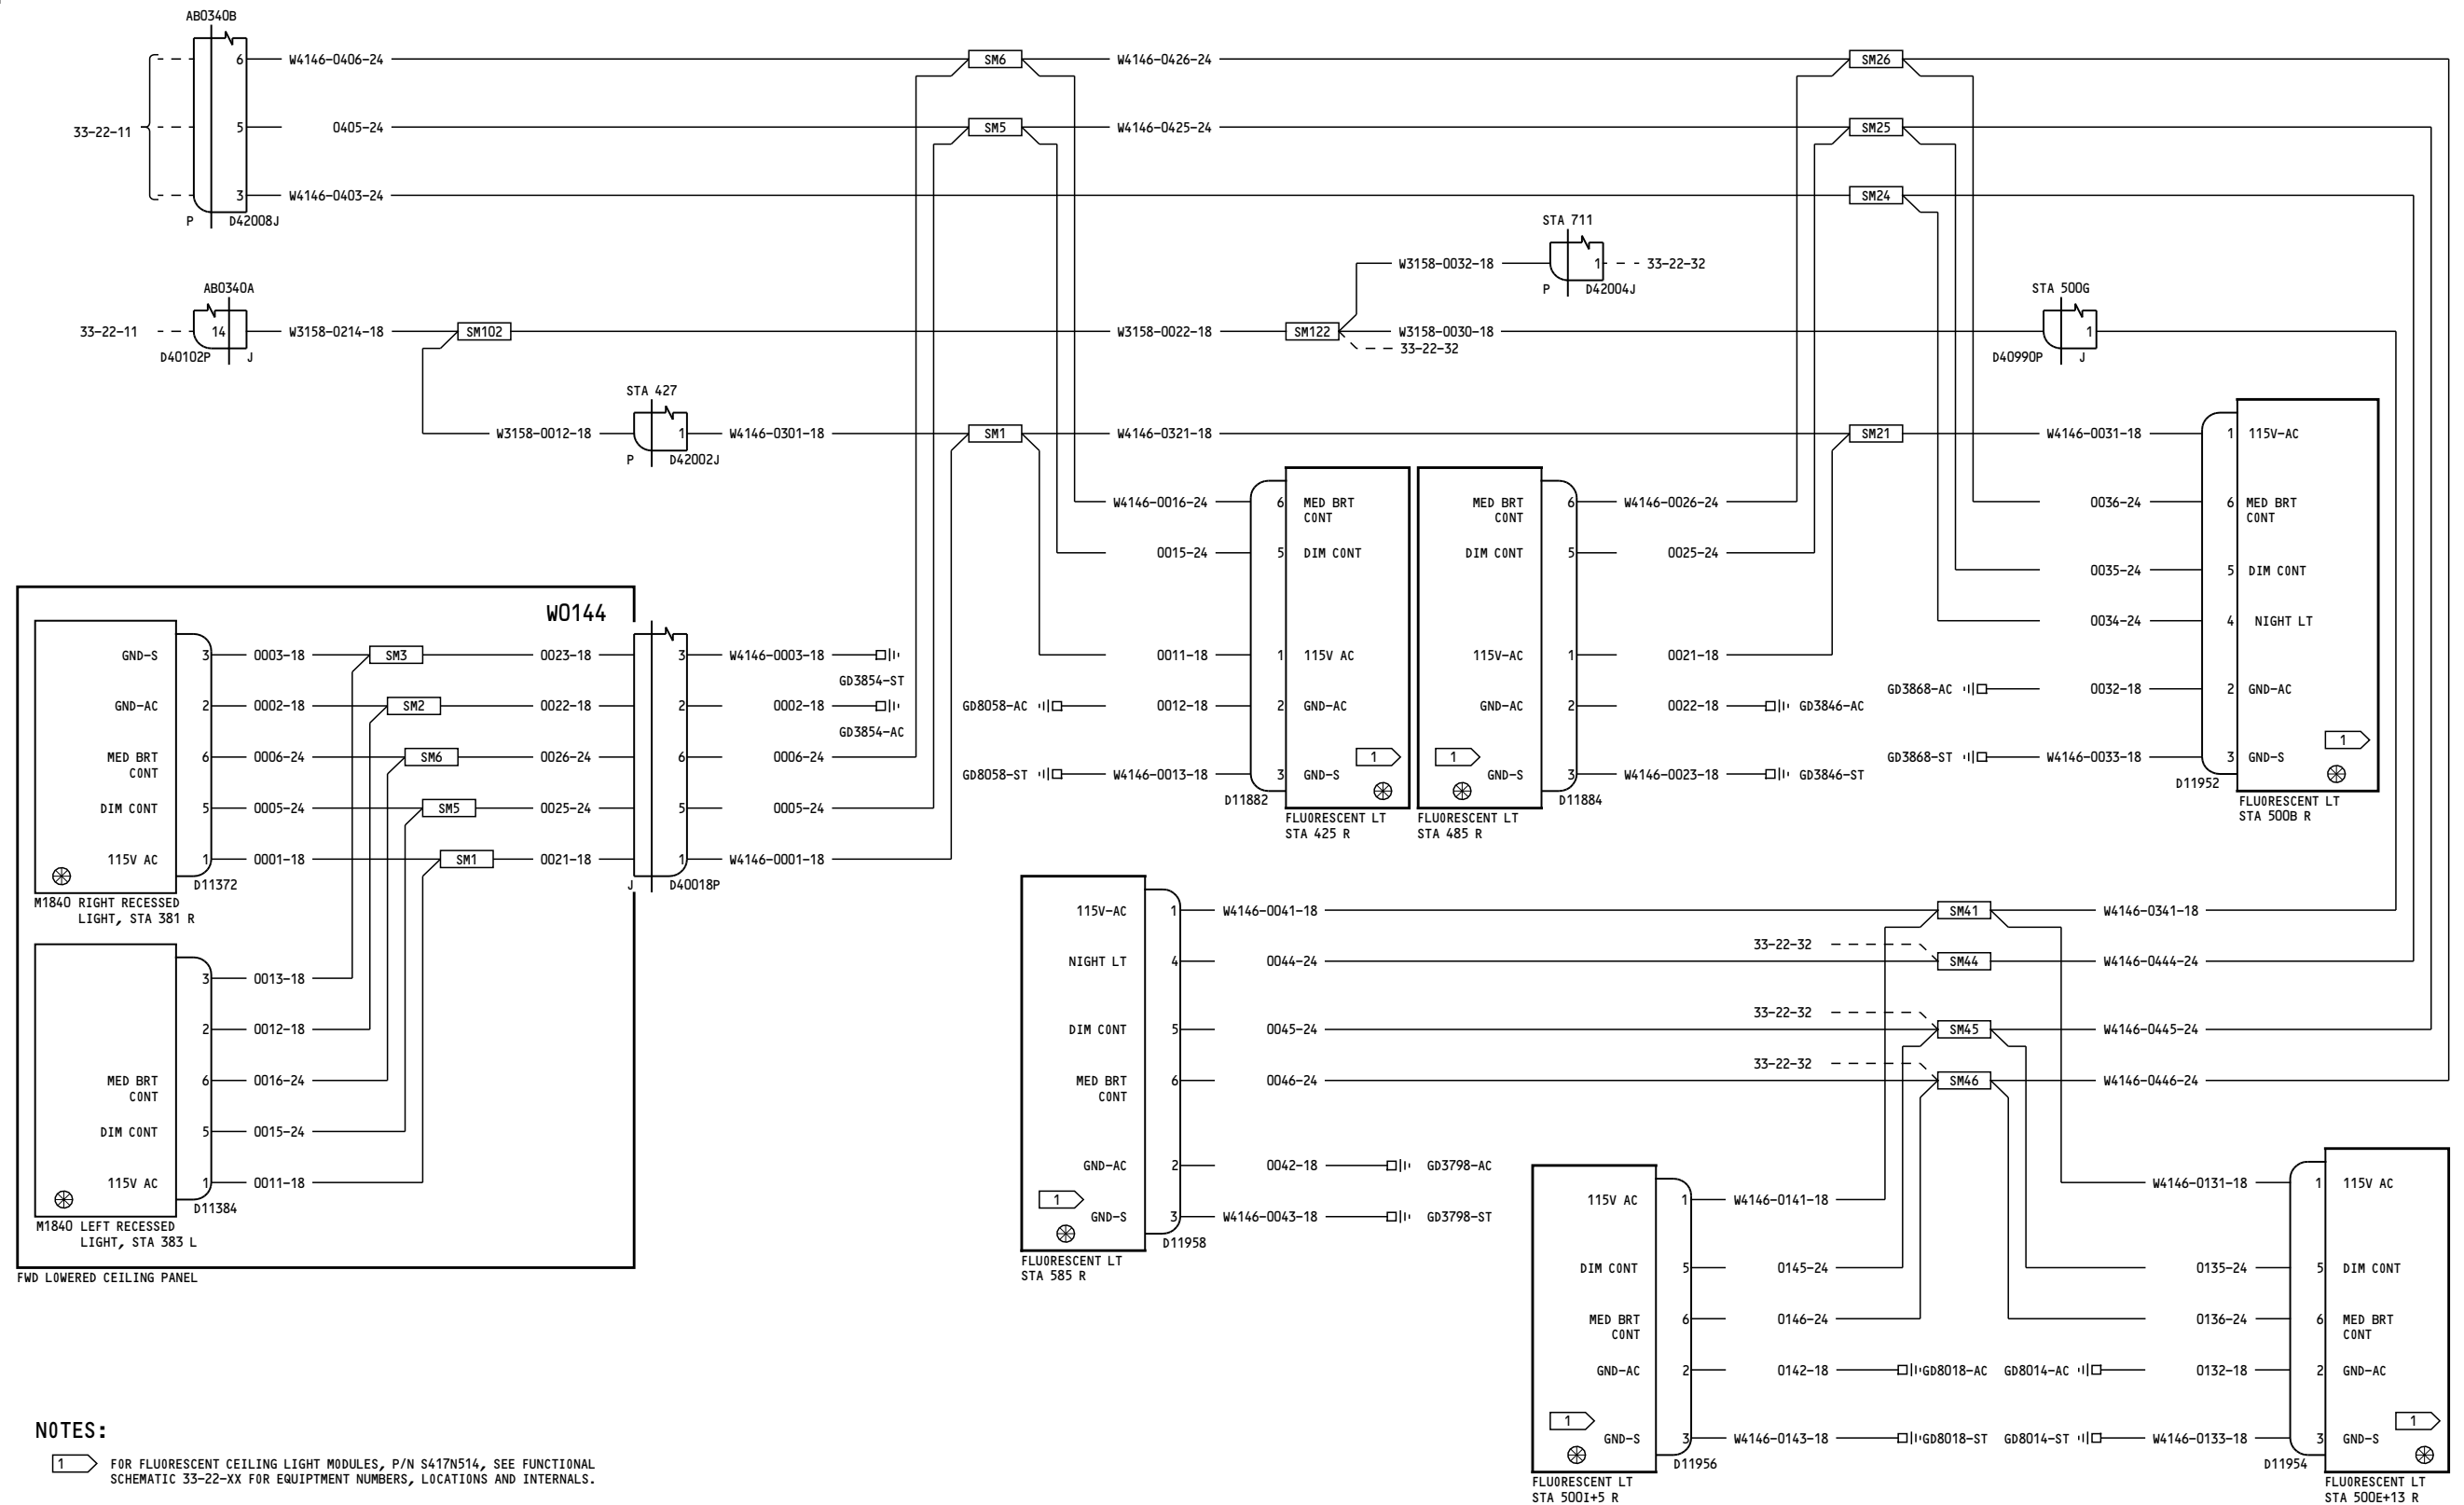 AB0340B
6 W4146-0406-24 SM6 W4146-0426-24 SM26
33-22-11
5 0405-24 SM5 W4146-0425-24 SM25
3 W4146-0403-24 SM24
P D42008J
STA 711
W3158-0032-18 1 33-22-32
P D42004J
AB0340A
STA 500G
33-22-11 14 W3158-0214-18 SM102 W3158-0022-18 SM122 W3158-0030-18 1
33-22-32
D40102P J
D40990P J
STA 427
W3158-0012-18 1 W4146-0301-18 SM1 W4146-0321-18 SM21 W4146-0031-18 1 115V-AC
P D42002J
W4146-0016-24 6 MED BRT
CONT
0015-24 5 DIM CONT
0011-18 1 115V AC
GD8058-AC 0012-18 2 GND-AC
1
GD8058-ST W4146-0013-18 3 GND-S
D11882
FLUORESCENT LT
STA 425 R
MED BRT 6 W4146-0026-24
CONT
DIM CONT 5 0025-24
115V-AC 1 0021-18
GND-AC 2 0022-18 GD3846-AC
1
GND-S 3 W4146-0023-18 GD3846-ST
D11884
FLUORESCENT LT
STA 485 R
0036-24 6 MED BRT
CONT
0035-24 5 DIM CONT
0034-24 4 NIGHT LT
GD3868-AC 0032-18 2 GND-AC
1
GD3868-ST W4146-0033-18 3 GND-S
D11952
FLUORESCENT LT
STA 500B R
W0144
GND-S 3 0003-18 SM3 0023-18 3 W4146-0003-18
GD3854-ST
GND-AC 2 0002-18 SM2 0022-18 2 0002-18
GD3854-AC
MED BRT 6 0006-24 SM6 0026-24 6 0006-24
CONT
DIM CONT 5 0005-24 SM5 0025-24 5 0005-24
115V AC 1 0001-18 SM1 0021-18 1 W4146-0001-18
D11372
J D40018P
M1840 RIGHT RECESSED
LIGHT, STA 381 R
3 0013-18
2 0012-18
MED BRT 6 0016-24
CONT
DIM CONT 5 0015-24
115V AC 1 0011-18
D11384
M1840 LEFT RECESSED
LIGHT, STA 383 L
FWD LOWERED CEILING PANEL
115V-AC 1 W4146-0041-18 SM41 W4146-0341-18
33-22-32
NIGHT LT 4 0044-24 SM44 W4146-0444-24
33-22-32
DIM CONT 5 0045-24 SM45 W4146-0445-24
33-22-32
MED BRT 6 0046-24 SM46 W4146-0446-24
CONT
GND-AC 2 0042-18 GD3798-AC
1
GND-S 3 W4146-0043-18 GD3798-ST
D11958
FLUORESCENT LT
STA 585 R
115V AC 1 W4146-0141-18
DIM CONT 5 0145-24
MED BRT 6 0146-24
CONT
GND-AC 2 0142-18 GD8018-AC
1
GND-S 3 W4146-0143-18 GD8018-ST
D11956
FLUORESCENT LT
STA 500I+5 R
W4146-0131-18 1 115V AC
0135-24 5 DIM CONT
0136-24 6 MED BRT
CONT
GD8014-AC 0132-18 2 GND-AC
1
GD8014-ST W4146-0133-18 3 GND-S
D11954
FLUORESCENT LT
STA 500E+13 R
NOTES:
1 FOR FLUORESCENT CEILING LIGHT MODULES, P/N S417N514, SEE FUNCTIONAL
SCHEMATIC 33-22-XX FOR EQUIPTMENT NUMBERS, LOCATIONS AND INTERNALS.